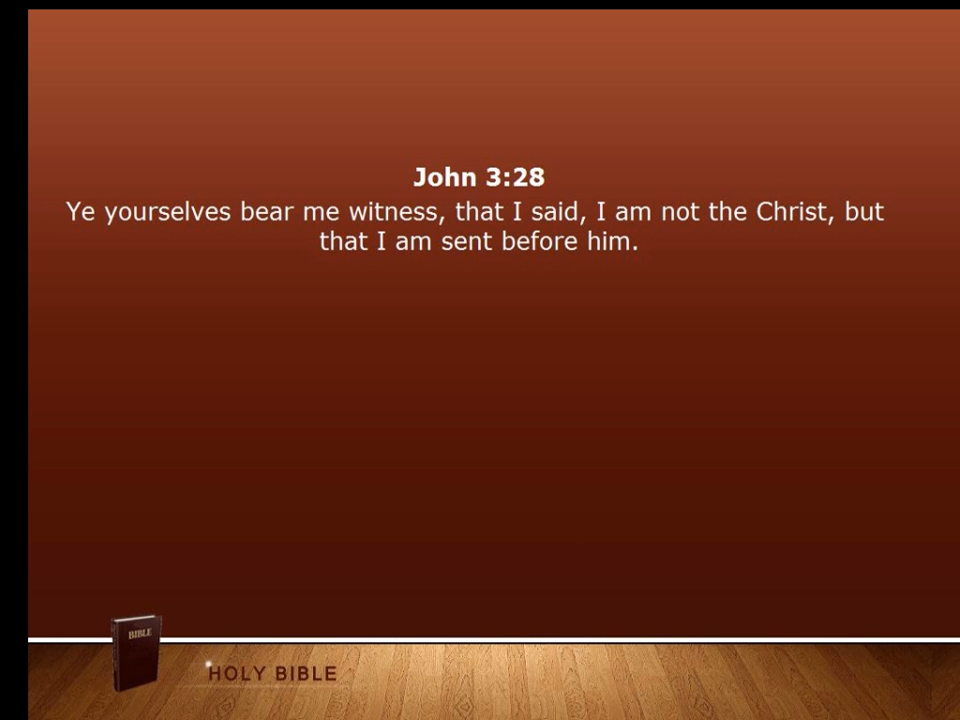 John 3:28
Ye yourselves bear me witness, that I said, I am not the Christ, but
that I am sent before him.
BIBLE
HOLY BIBLE